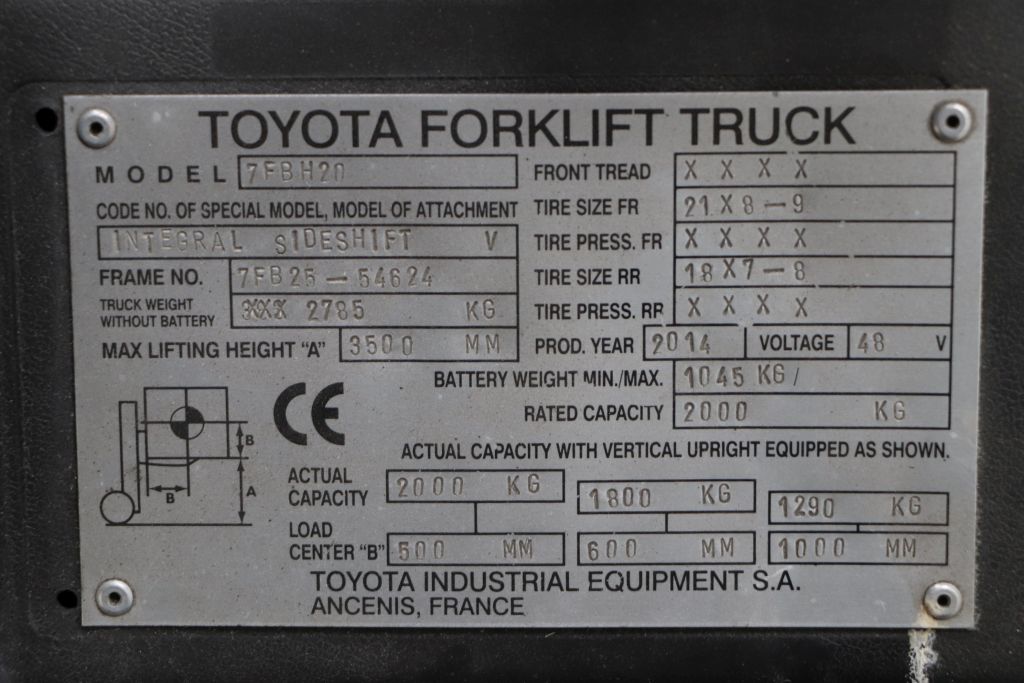 TOYOTA FORKLIFT TRUCK
MODEL 7FBH20
CODE NO. OF SPECIAL MODEL, MODEL OF ATTACHMENT
INTEGRAL SIDESHIFT V
FRAME NO. 7FB25-54624
TRUCK WEIGHT WITHOUT BATTERY XXX 2785 KG
MAX LIFTING HEIGHT "A" 3500 MM
FRONT TREAD X X X X
TIRE SIZE FR 21X8-9
TIRE PRESS. FR X X X X
TIRE SIZE RR 18X7-8
TIRE PRESS. RR X X X X
PROD. YEAR 2014 VOLTAGE 48 V
BATTERY WEIGHT MIN./MAX. 1045 KG/
RATED CAPACITY 2000 KG
CE
B
B
A
ACTUAL CAPACITY WITH VERTICAL UPRIGHT EQUIPPED AS SHOWN.
ACTUAL CAPACITY 2000 KG 1800 KG 1290 KG
LOAD CENTER "B" 500 MM 600 MM 1000 MM
TOYOTA INDUSTRIAL EQUIPMENT S.A.
ANCENIS, FRANCE